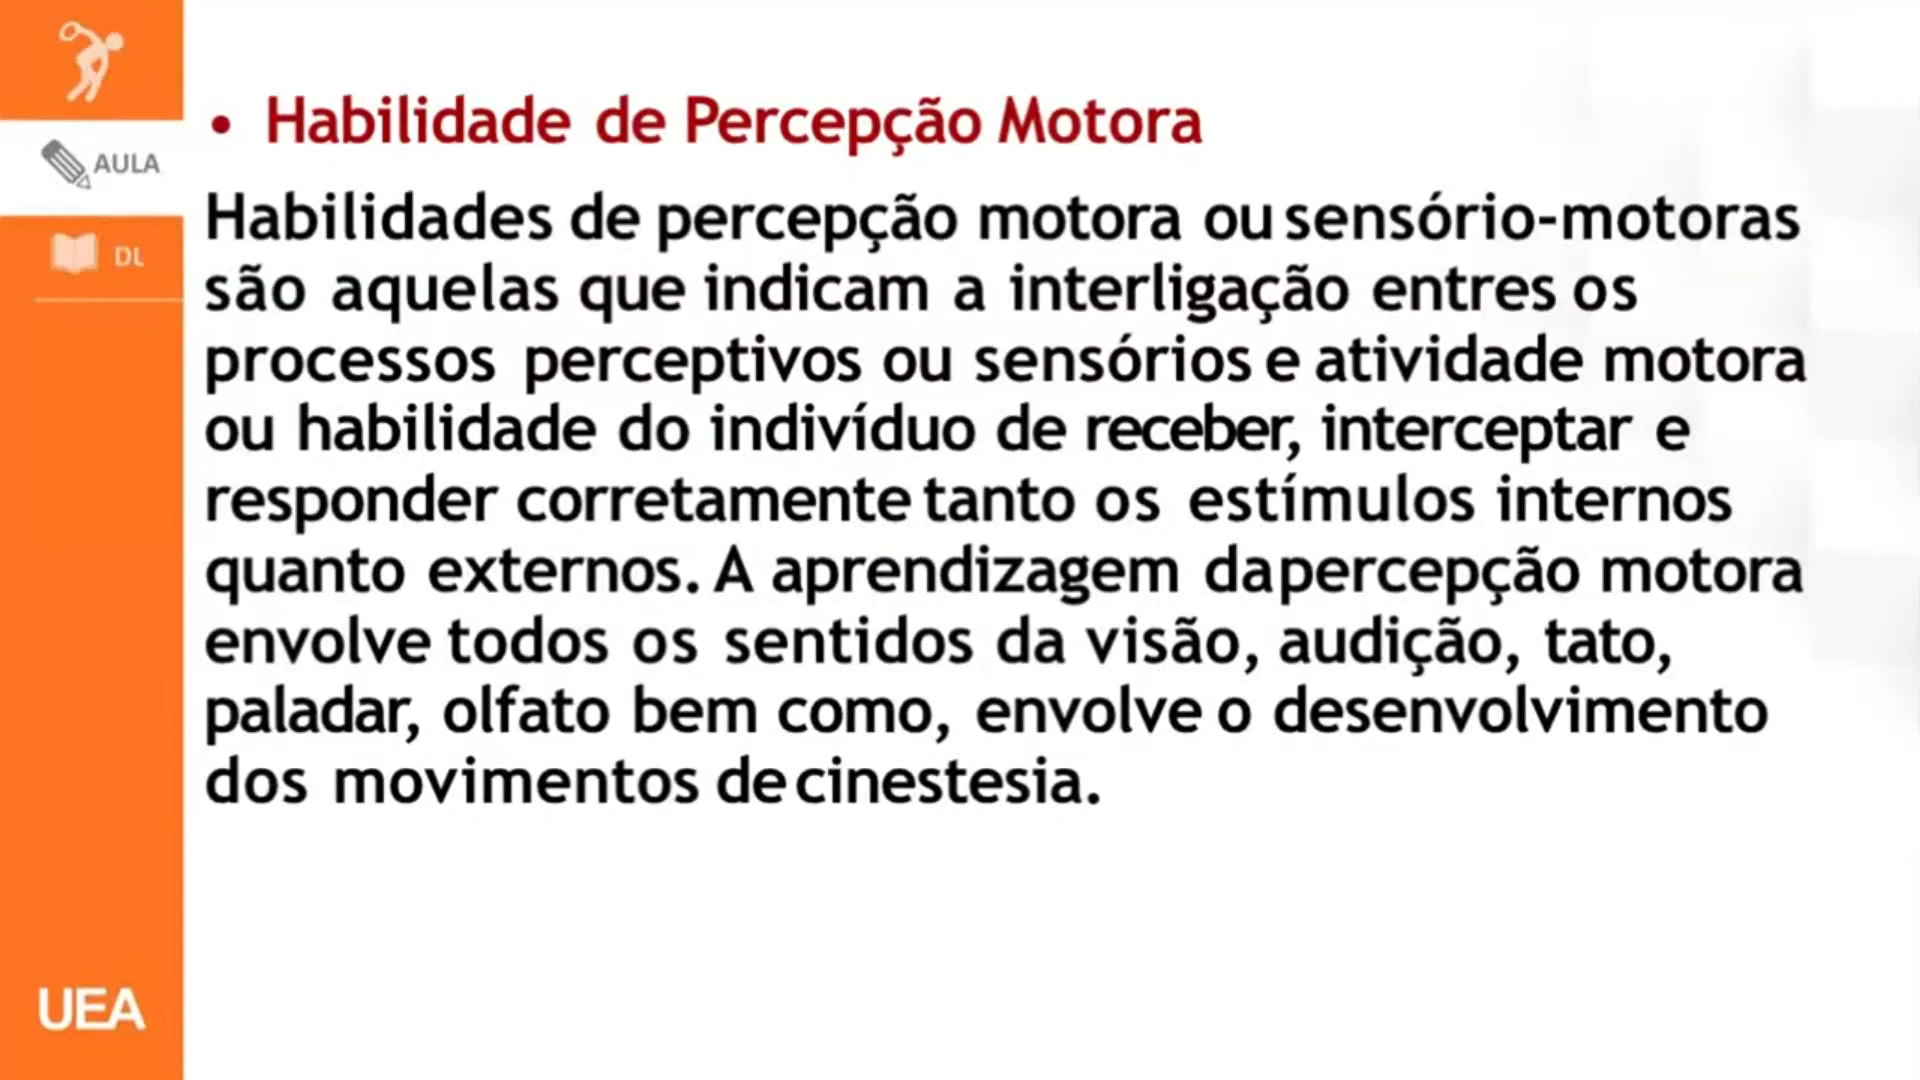 AULA
DL
UEA
• Habilidade de Percepção Motora
Habilidades de percepção motora ou sensório-motoras
são aquelas que indicam a interligação entres os
processos perceptivos ou sensórios e atividade motora
ou habilidade do indivíduo de receber, interceptar e
responder corretamente tanto os estímulos internos
quanto externos. A aprendizagem dapercepção motora
envolve todos os sentidos da visão, audição, tato,
paladar, olfato bem como, envolve o desenvolvimento
dos movimentos de cinestesia.